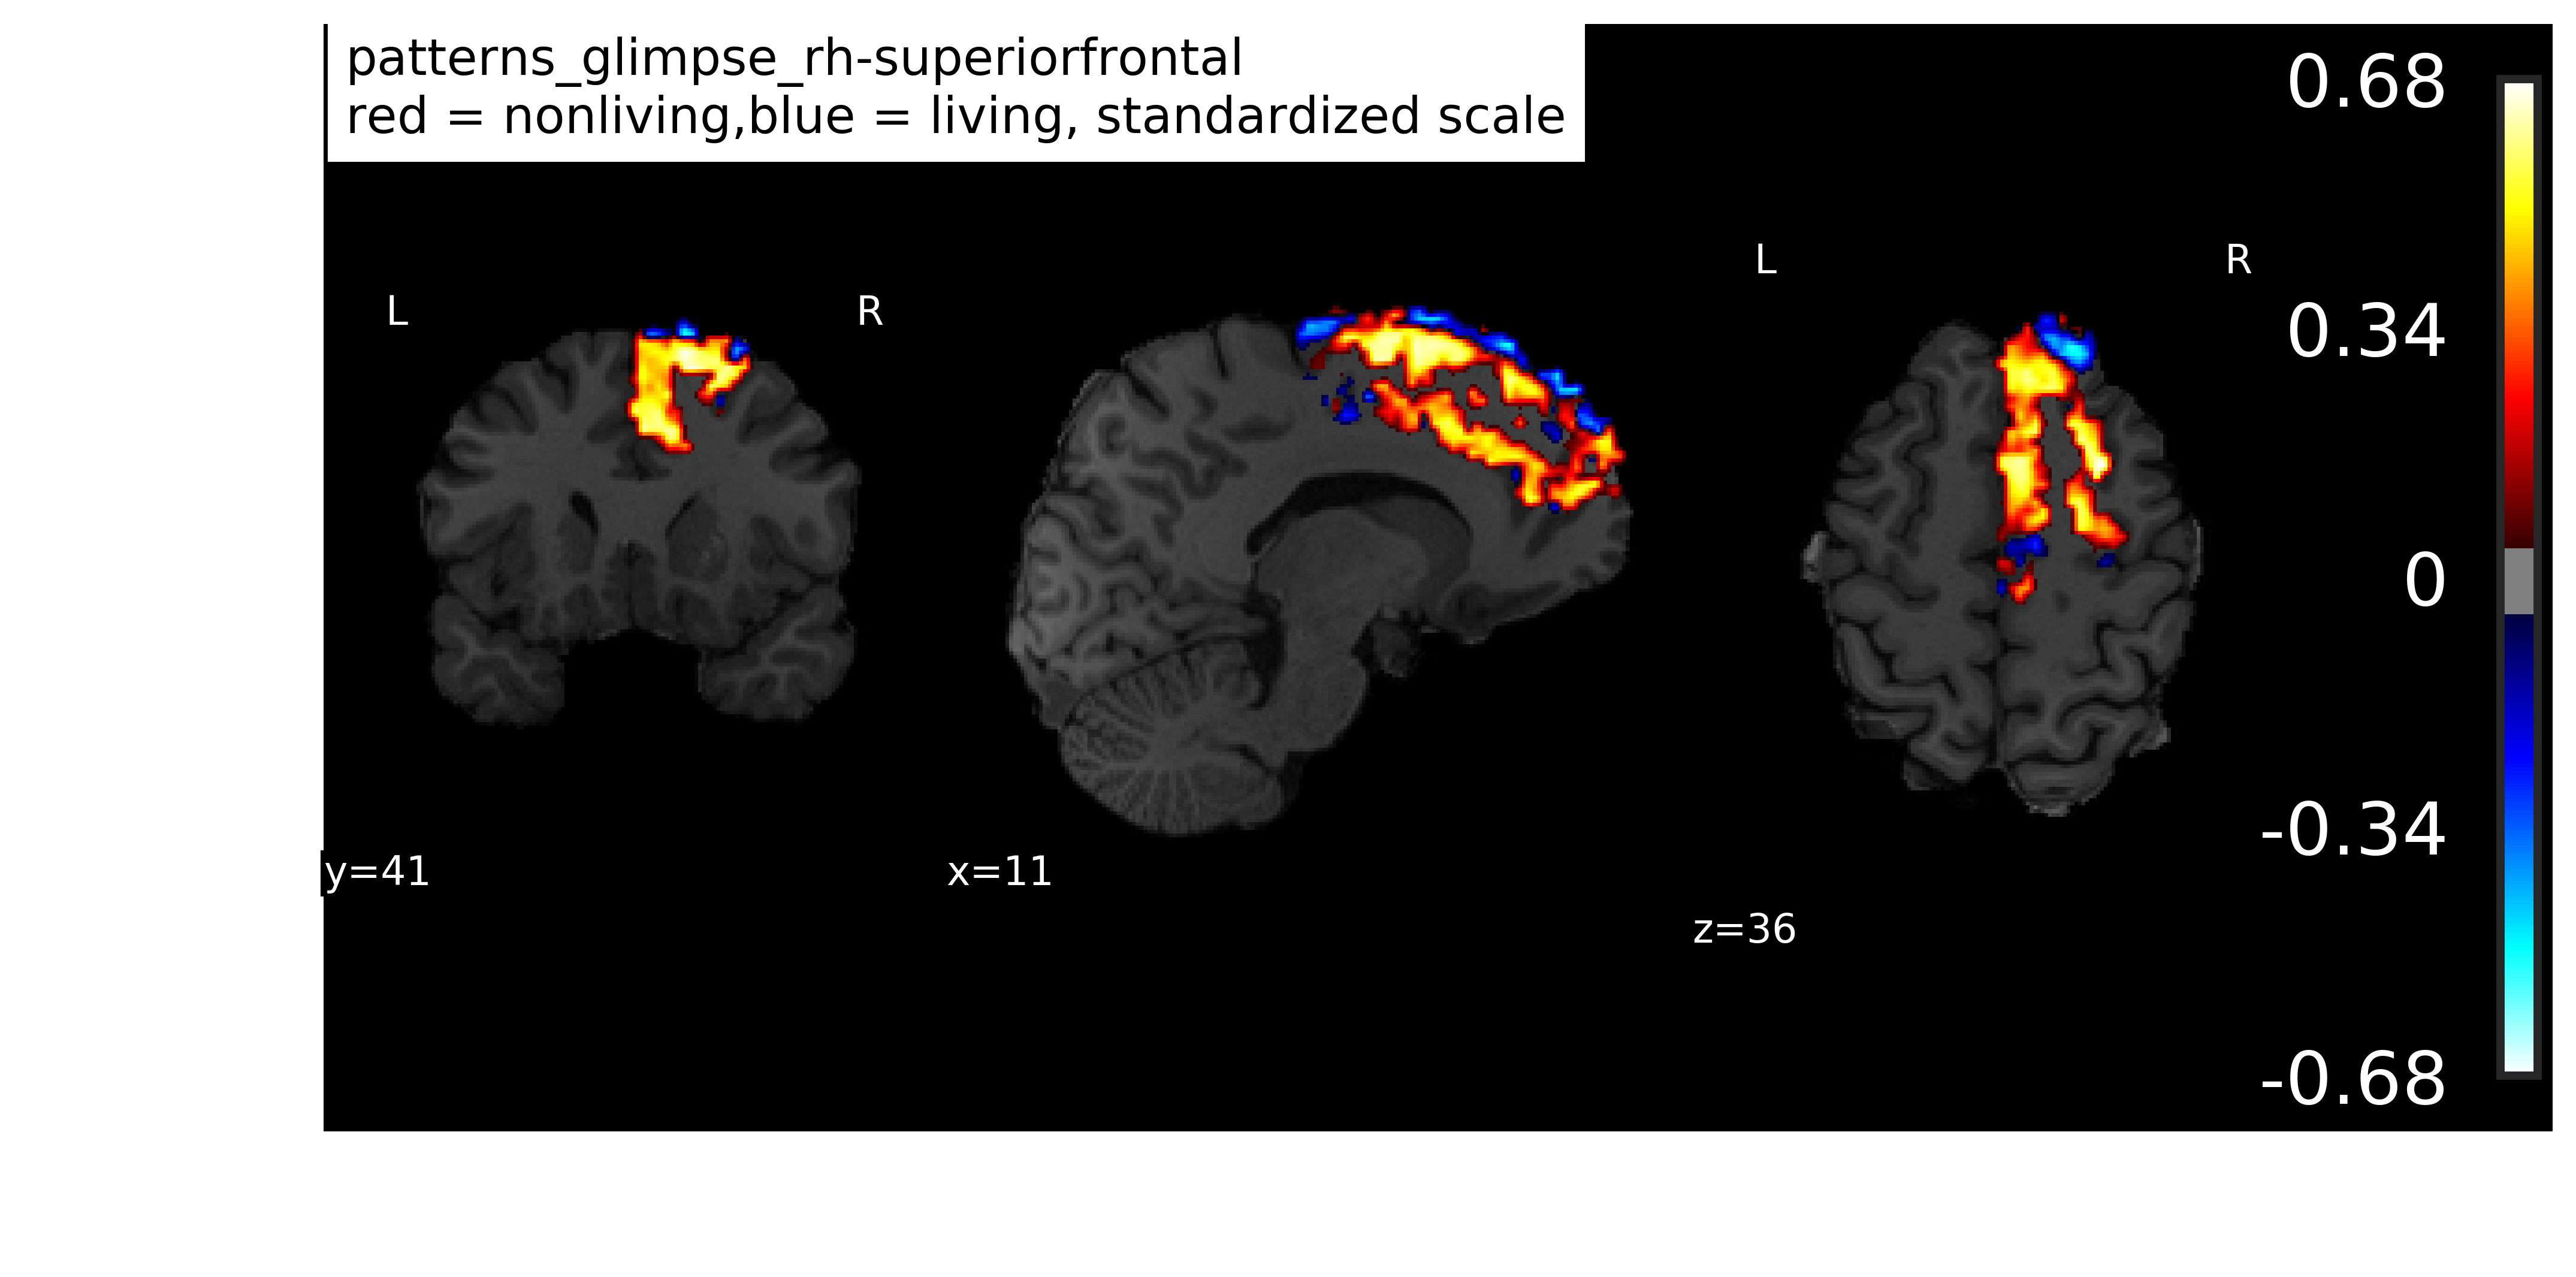 patterns_glimpse_rh-superiorfrontal
red = nonliving,blue = living, standardized scale
L
R
y=41
x=11
L
R
z=36
0.68
0.34
0
-0.34
-0.68